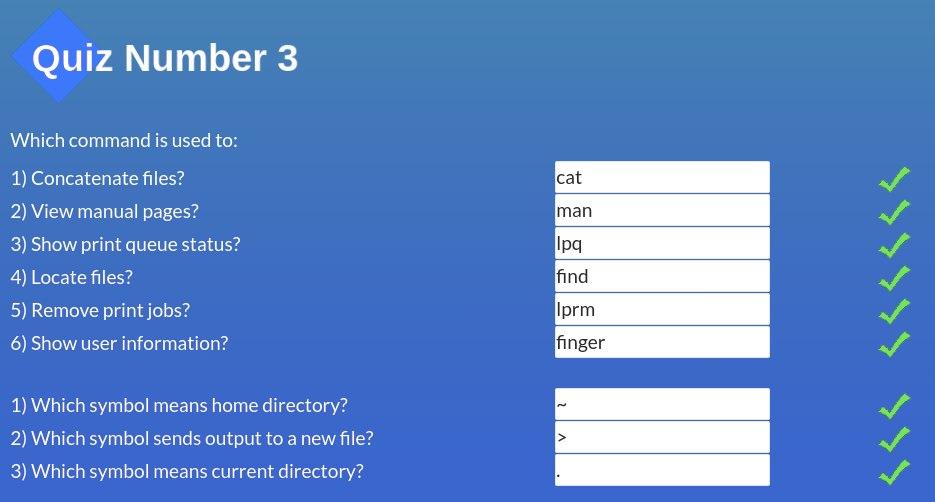 Quiz Number 3
Which command is used to:
1) Concatenate files? cat
2) View manual pages? man
3) Show print queue status? lpq
4) Locate files? find
5) Remove print jobs? lprm
6) Show user information? finger
1) Which symbol means home directory? ~
2) Which symbol sends output to a new file? >
3) Which symbol means current directory? .